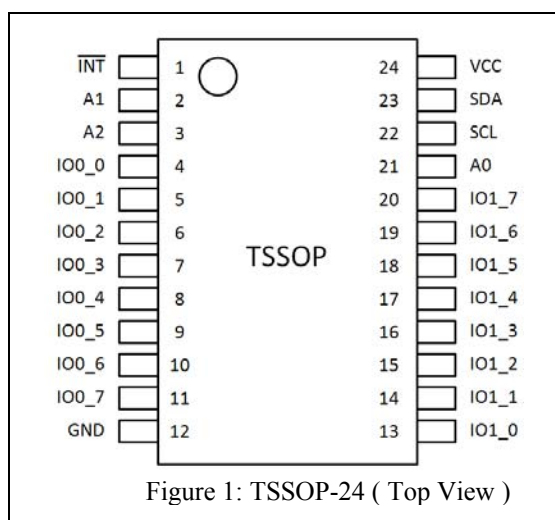 INT 1 24 VCC
A1 2 23 SDA
A2 3 22 SCL
IO0_0 4 21 A0
IO0_1 5 20 IO1_7
IO0_2 6 19 IO1_6
IO0_3 7 18 IO1_5
TSSOP
IO0_4 8 17 IO1_4
IO0_5 9 16 IO1_3
IO0_6 10 15 IO1_2
IO0_7 11 14 IO1_1
GND 12 13 IO1_0
Figure 1: TSSOP-24 ( Top View )